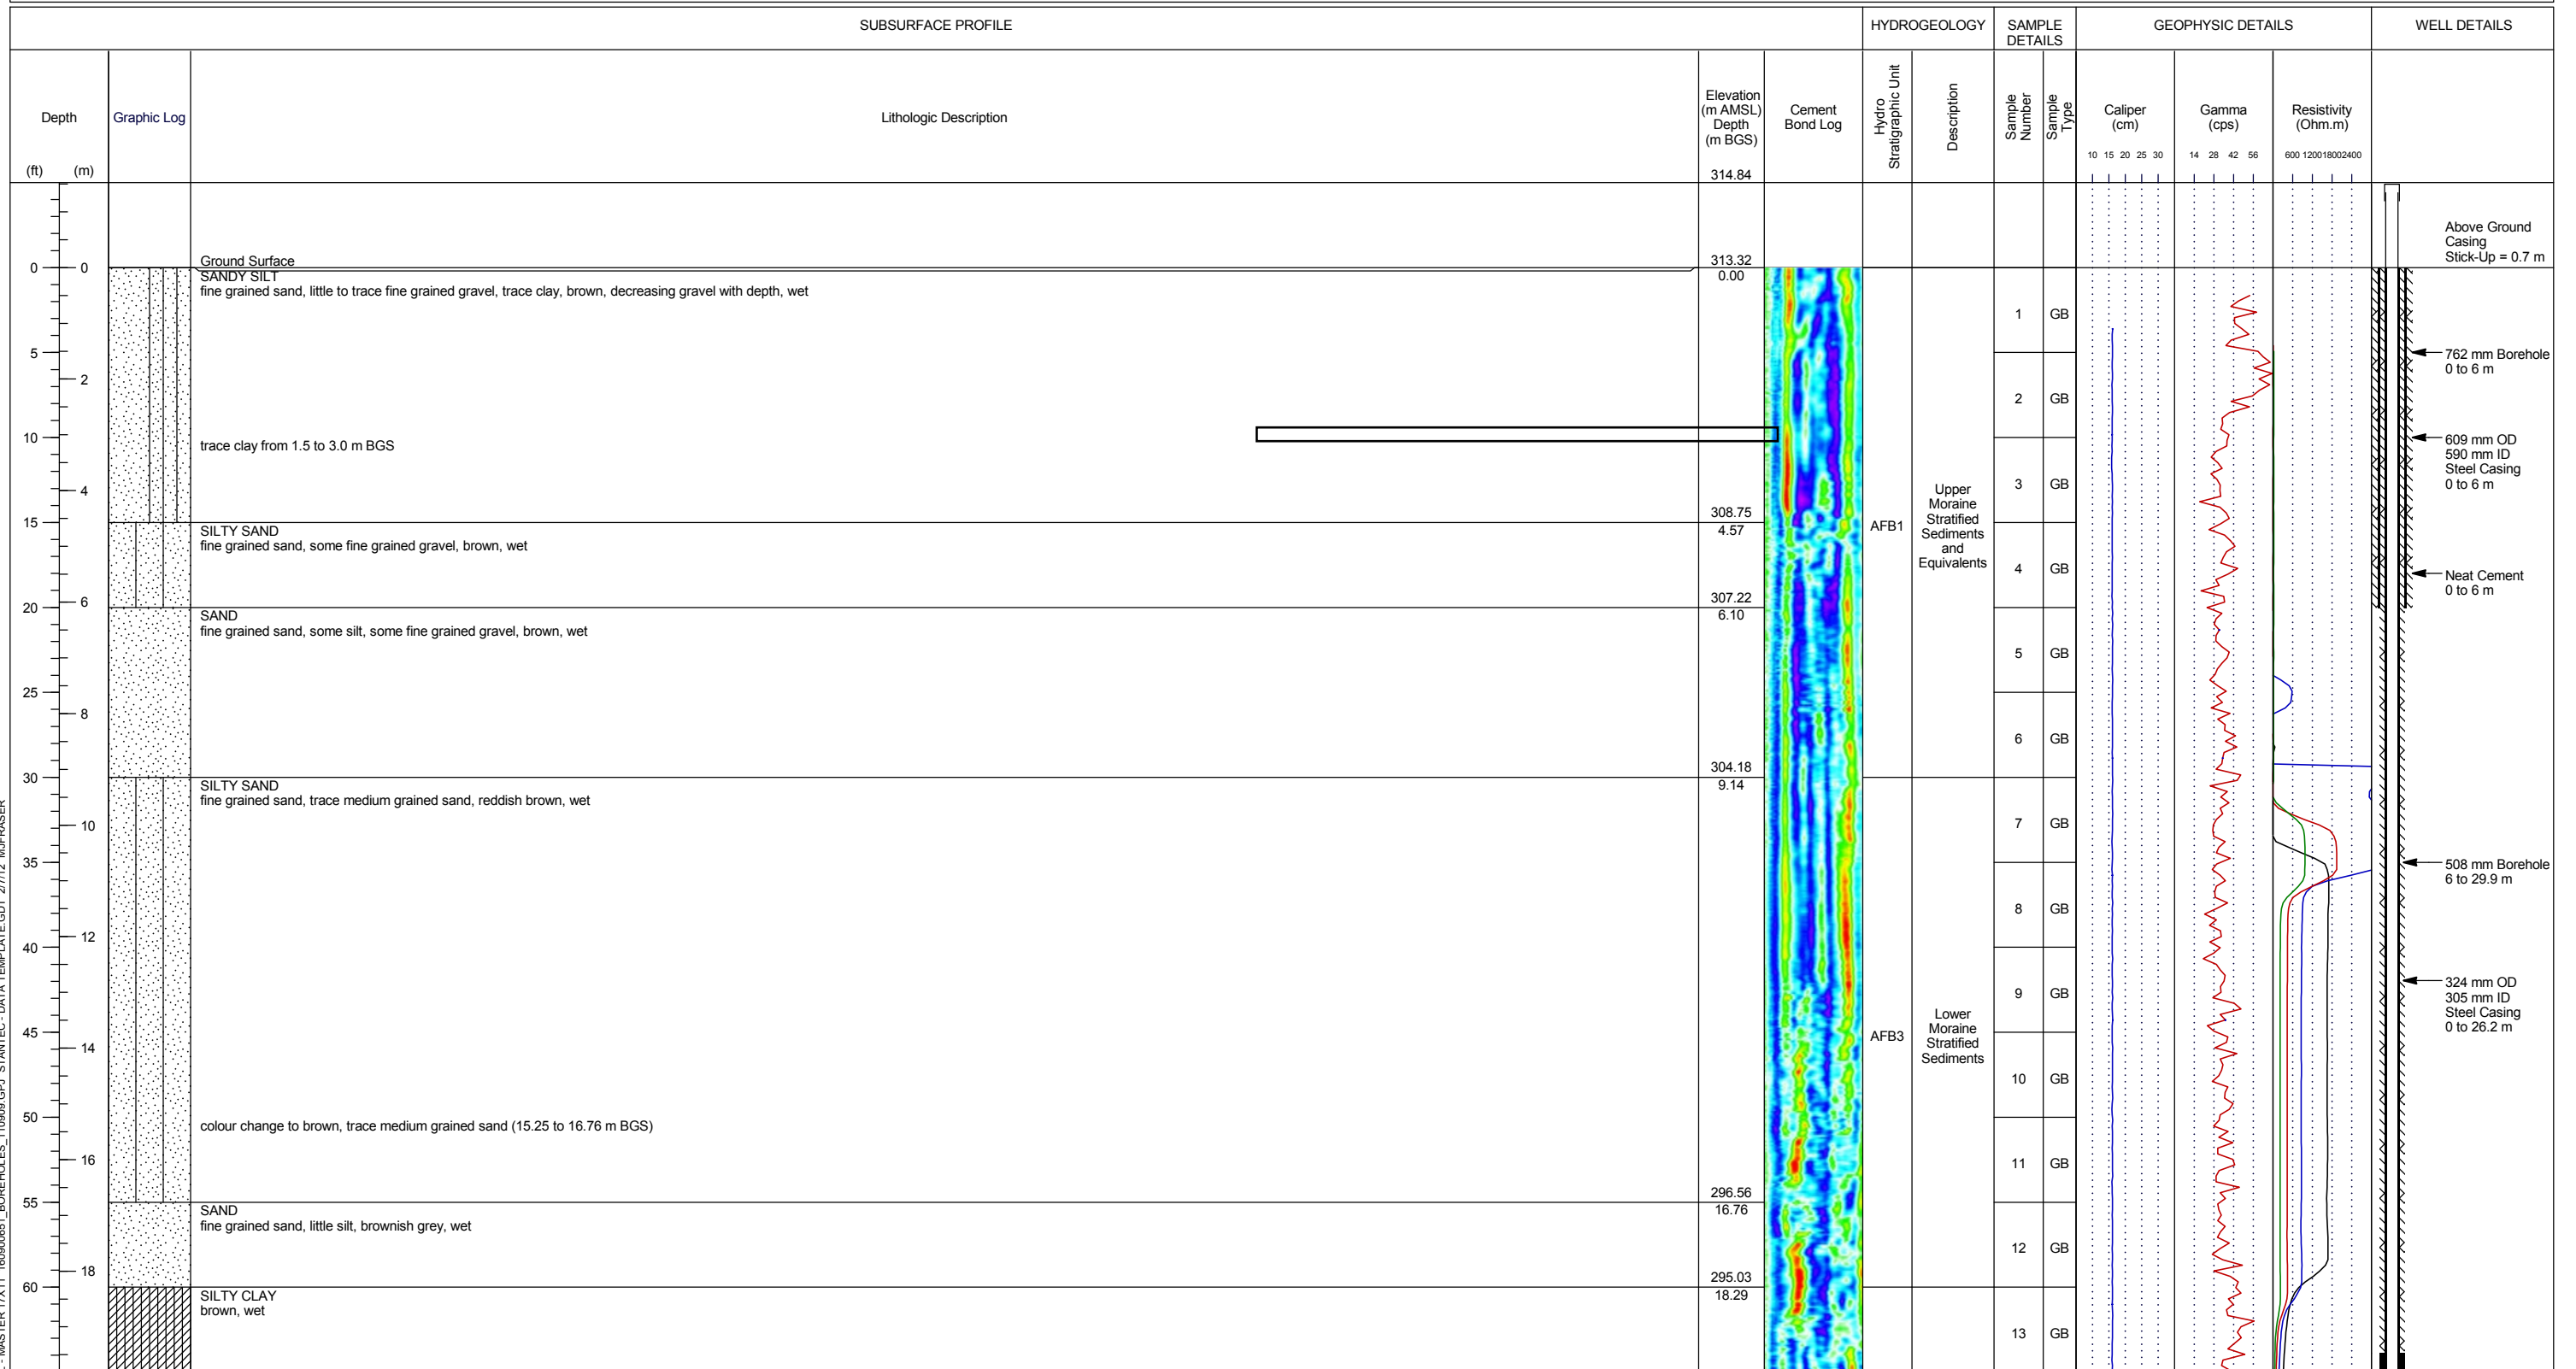 SUBSURFACE PROFILE
HYDROGEOLOGY
SAMPLE
DETAILS
GEOPHYSIC DETAILS
WELL DETAILS
Depth
(ft)
(m)
Graphic Log
Lithologic Description
Elevation
(m AMSL)
Depth
(m BGS)
314.84
Cement
Bond Log
Hydro
Stratigraphic Unit
Description
Sample
Number
Sample
Type
Caliper
(cm)
10 15 20 25 30
Gamma
(cps)
14 28 42 56
Resistivity
(Ohm.m)
600 1200 1800 2400
Above Ground
Casing
Stick-Up = 0.7 m
Ground Surface
313.32
0 0
SANDY SILT
0.00
fine grained sand, little to trace fine grained gravel, trace clay, brown, decreasing gravel with depth, wet
1 GB
5
762 mm Borehole
0 to 6 m
2
2 GB
10
trace clay from 1.5 to 3.0 m BGS
609 mm OD
590 mm ID
Steel Casing
0 to 6 m
3 GB
4
Upper
Moraine
Stratified
Sediments
and
Equivalents
AFB1
308.75
15
SILTY SAND
4.57
fine grained sand, some fine grained gravel, brown, wet
4 GB
Neat Cement
0 to 6 m
6
307.22
20
SAND
6.10
fine grained sand, some silt, some fine grained gravel, brown, wet
5 GB
25
8
6 GB
304.18
30
SILTY SAND
9.14
fine grained sand, trace medium grained sand, reddish brown, wet
10
7 GB
35
508 mm Borehole
6 to 29.9 m
8 GB
12
40
324 mm OD
305 mm ID
Steel Casing
0 to 26.2 m
9 GB
45
14
AFB3
Lower
Moraine
Stratified
Sediments
10 GB
50
colour change to brown, trace medium grained sand (15.25 to 16.76 m BGS)
16
11 GB
296.56
55
SAND
16.76
fine grained sand, little silt, brownish grey, wet
12 GB
18
295.03
60
SILTY CLAY
18.29
brown, wet
13 GB